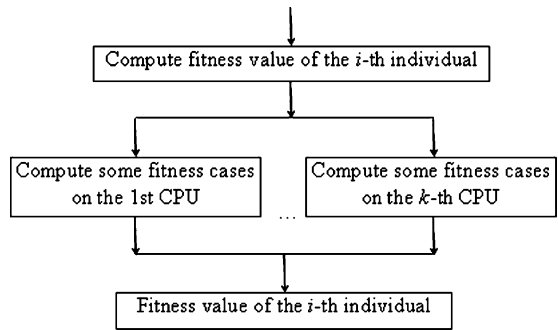 Compute fitness value of the i-th individual
Compute some fitness cases
on the 1st CPU
...
Compute some fitness cases
on the k-th CPU
Fitness value of the i-th individual